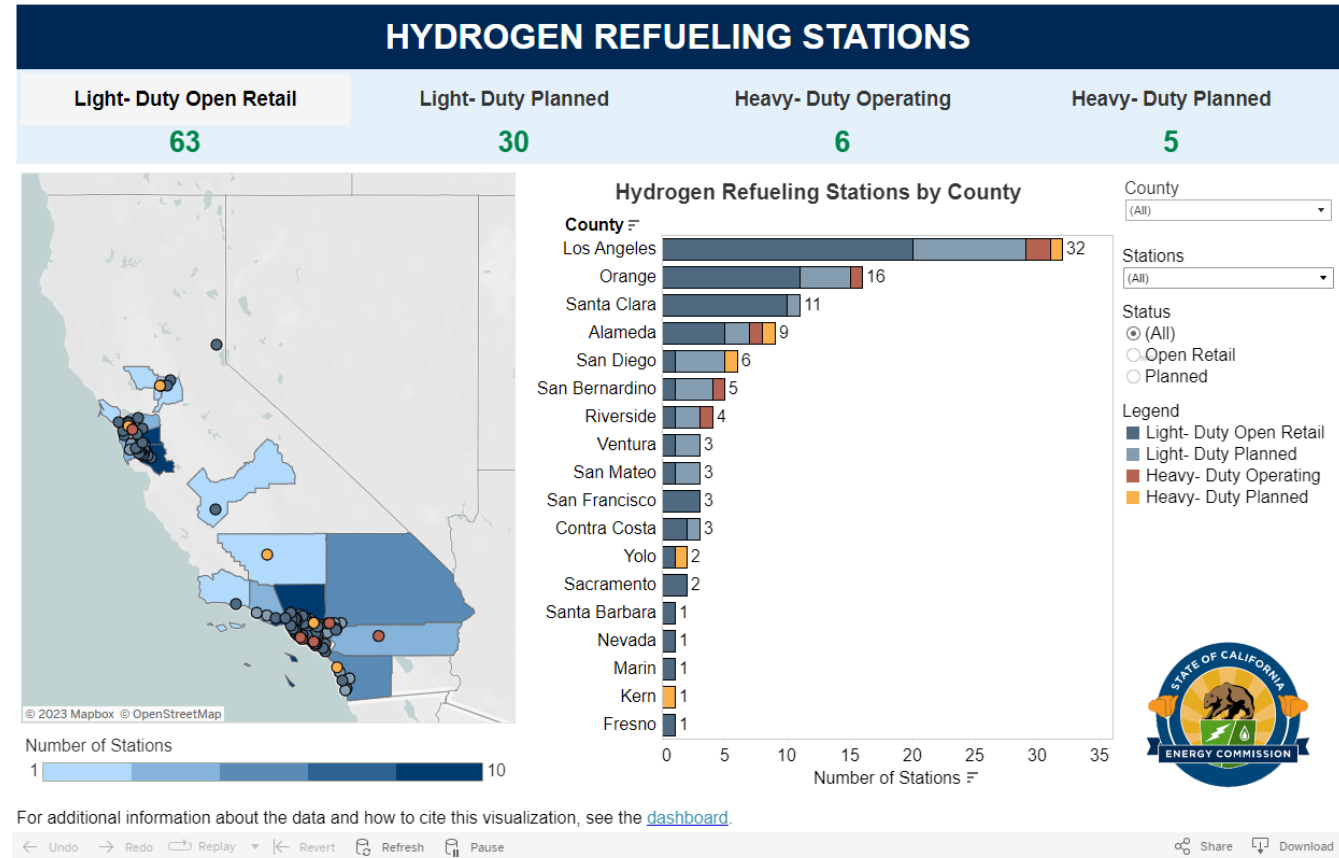 HYDROGEN REFUELING STATIONS
Light- Duty Open Retail
63
Light- Duty Planned
30
Heavy- Duty Operating
6
Heavy- Duty Planned
5
© 2023 Mapbox © OpenStreetMap
Number of Stations
1
10
Hydrogen Refueling Stations by County
County
Los Angeles 32
Orange 16
Santa Clara 11
Alameda 9
San Diego 6
San Bernardino 5
Riverside 4
Ventura 3
San Mateo 3
San Francisco 3
Contra Costa 3
Yolo 2
Sacramento 2
Santa Barbara 1
Nevada 1
Marin 1
Kern 1
Fresno 1
0 5 10 15 20 25 30 35
Number of Stations
County
(All)
Stations
(All)
Status
(All)
Open Retail
Planned
Legend
Light- Duty Open Retail
Light- Duty Planned
Heavy- Duty Operating
Heavy- Duty Planned
STATE OF CALIFORNIA
ENERGY COMMISSION
For additional information about the data and how to cite this visualization, see the dashboard.
Undo Redo Replay Revert Refresh Pause Share Download